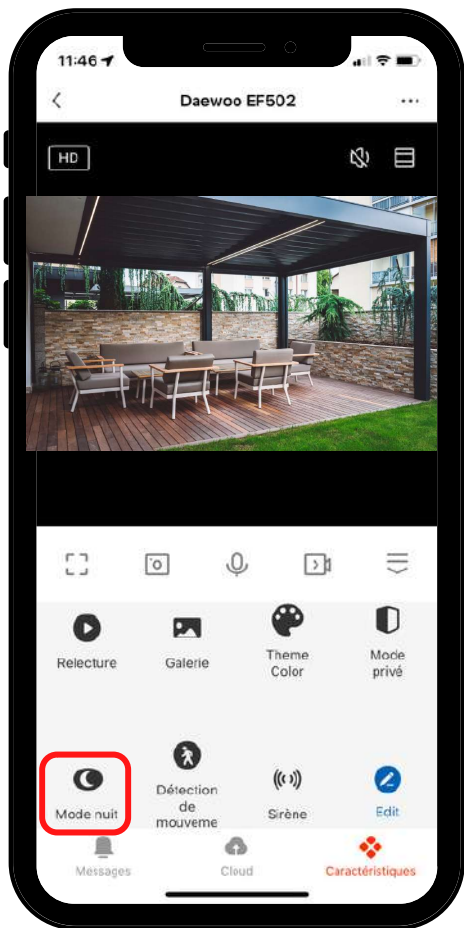 11:46
Daewoo EF502
HD
Relecture
Galerie
Theme
Color
Mode
privé
Mode nuit
Détection
de
mouveme
Sirène
Edit
Messages
Cloud
Caractéristiques